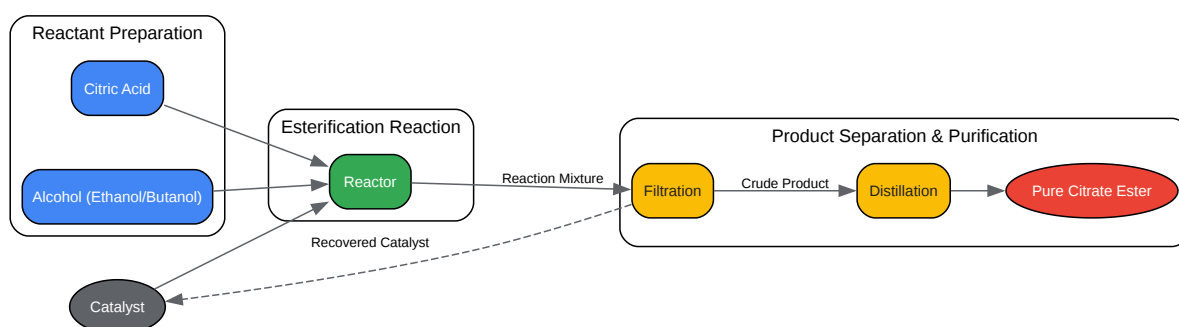 Reactant Preparation
Citric Acid
Alcohol (Ethanol/Butanol)
Catalyst
Esterification Reaction
Reactor
Reaction Mixture
Recovered Catalyst
Product Separation & Purification
Filtration
Crude Product
Distillation
Pure Citrate Ester